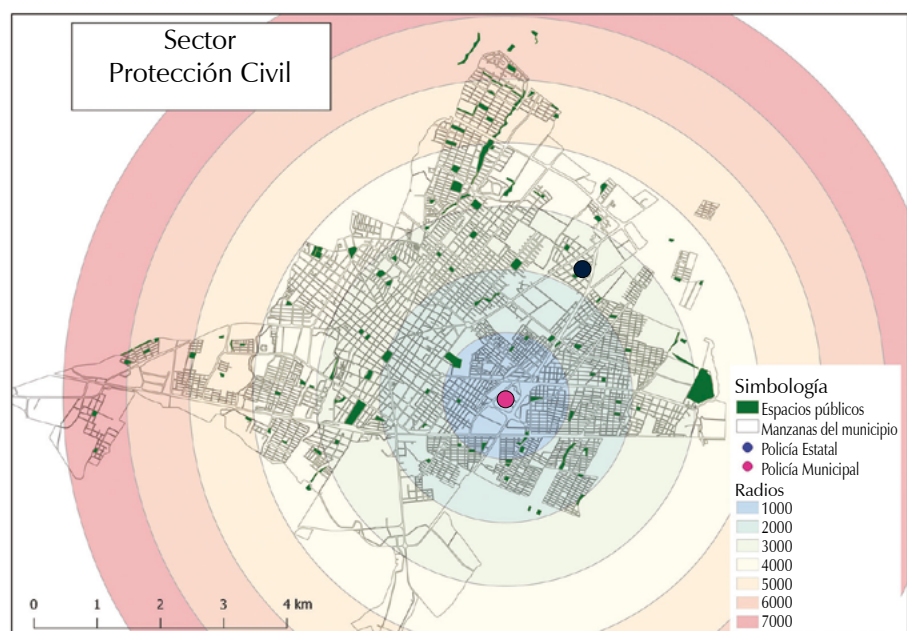 Sector
Protección Civil
Simbología
Espacios públicos
Manzanas del municipio
Policía Estatal
Policía Municipal
Radios
1000
2000
3000
4000
5000
6000
7000
0 1 2 3 4 km